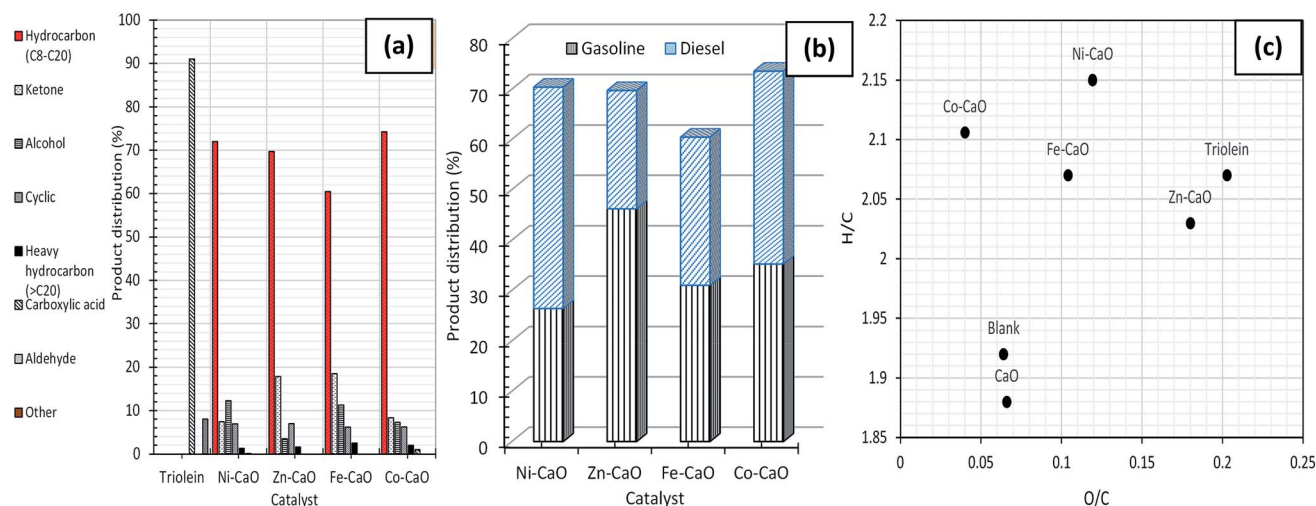 Hydrocarbon
(C8-C20)
Ketone
Alcohol
Cyclic
Heavy
hydrocarbon
(>C20)
Carboxylic acid
Aldehyde
Other
(a)
Product distribution (%)
100
90
80
70
60
50
40
30
20
10
0
Triolein Ni-CaO Zn-CaO Fe-CaO Co-CaO
Catalyst
(b)
Gasoline Diesel
Product distribution (%)
80
70
60
50
40
30
20
10
0
Ni-CaO Zn-CaO Fe-CaO Co-CaO
Catalyst
(c)
H/C
2.2
2.15
2.1
2.05
2
1.95
1.9
1.85
Ni-CaO
Co-CaO
Fe-CaO
Triolein
Zn-CaO
Blank
CaO
0 0.05 0.1 0.15 0.2 0.25
O/C